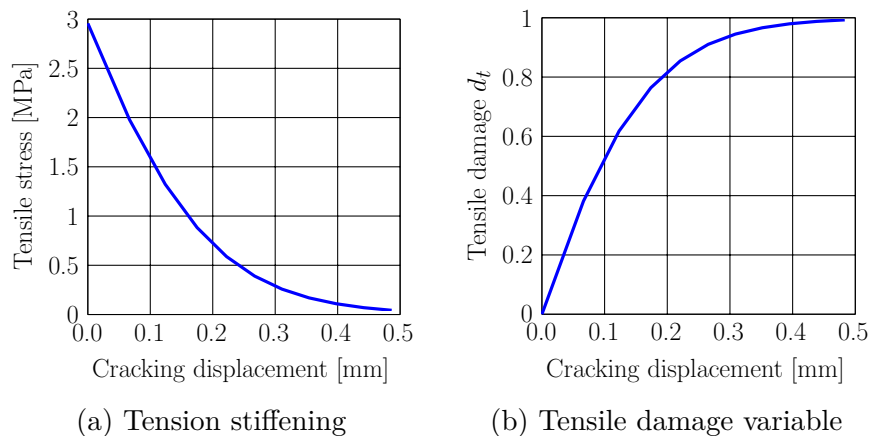 3
2.5
2
1.5
1
0.5
0
0.0 0.1 0.2 0.3 0.4 0.5
Tensile stress [MPa]
Cracking displacement [mm]
(a) Tension stiffening
1
0.8
0.6
0.4
0.2
0
0.0 0.1 0.2 0.3 0.4 0.5
Tensile damage d_t
Cracking displacement [mm]
(b) Tensile damage variable